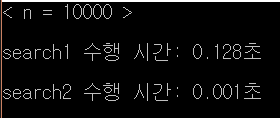 < n = 10000 >
search1 수행 시간: 0.128초
search2 수행 시간: 0.001초